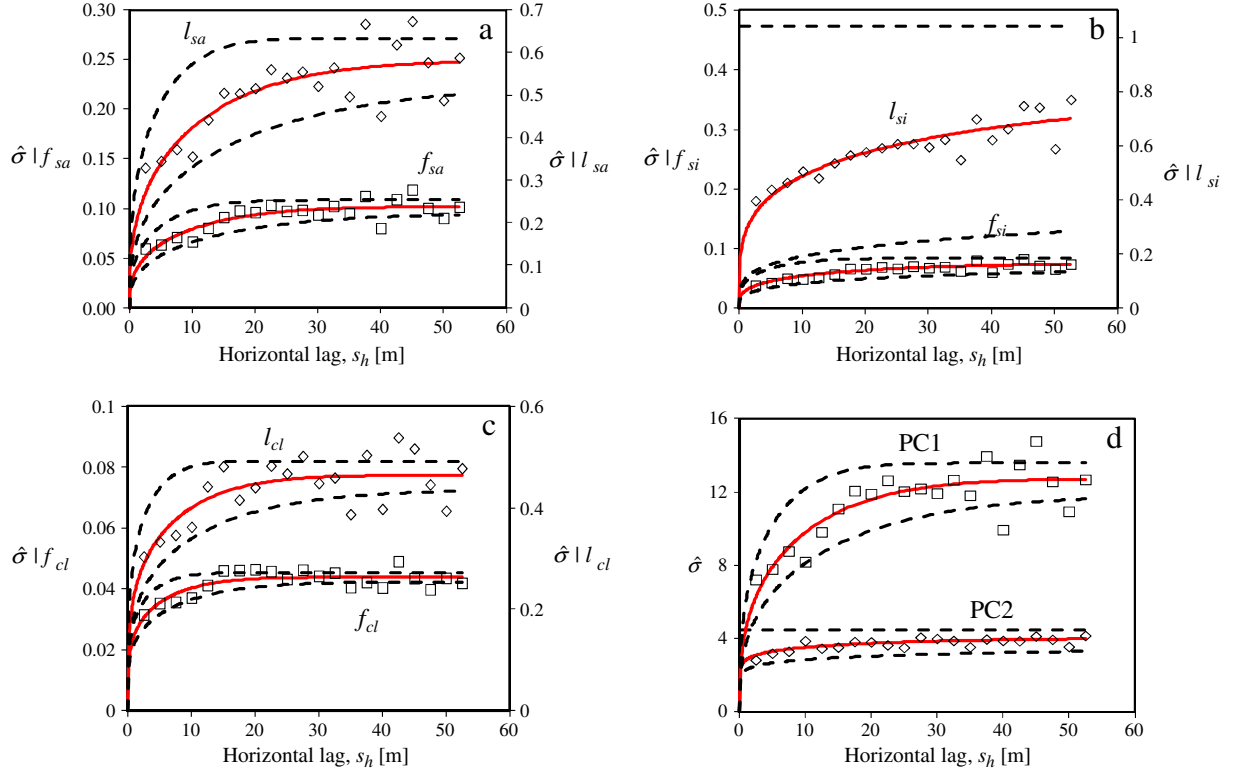 0.30 0.25 0.20 0.15 0.10 0.05 0.00
σ̂ | f_sa
l_sa
a
f_sa
0.7 0.6 0.5 0.4 0.3 0.2 0.1 0
σ̂ | l_sa
0 10 20 30 40 50 60
Horizontal lag, s_h [m]
0.5 0.4 0.3 0.2 0.1 0
σ̂ | f_si
b
l_si
f_si
1 0.8 0.6 0.4 0.2 0
σ̂ | l_si
0 10 20 30 40 50 60
Horizontal lag, s_h [m]
0.1 0.08 0.06 0.04 0.02 0
σ̂ | f_cl
l_cl
c
f_cl
0.6 0.4 0.2 0
σ̂ | l_cl
0 10 20 30 40 50 60
Horizontal lag, s_h [m]
16 12 8 4 0
σ̂
PC1
d
PC2
0 10 20 30 40 50 60
Horizontal lag, s_h [m]